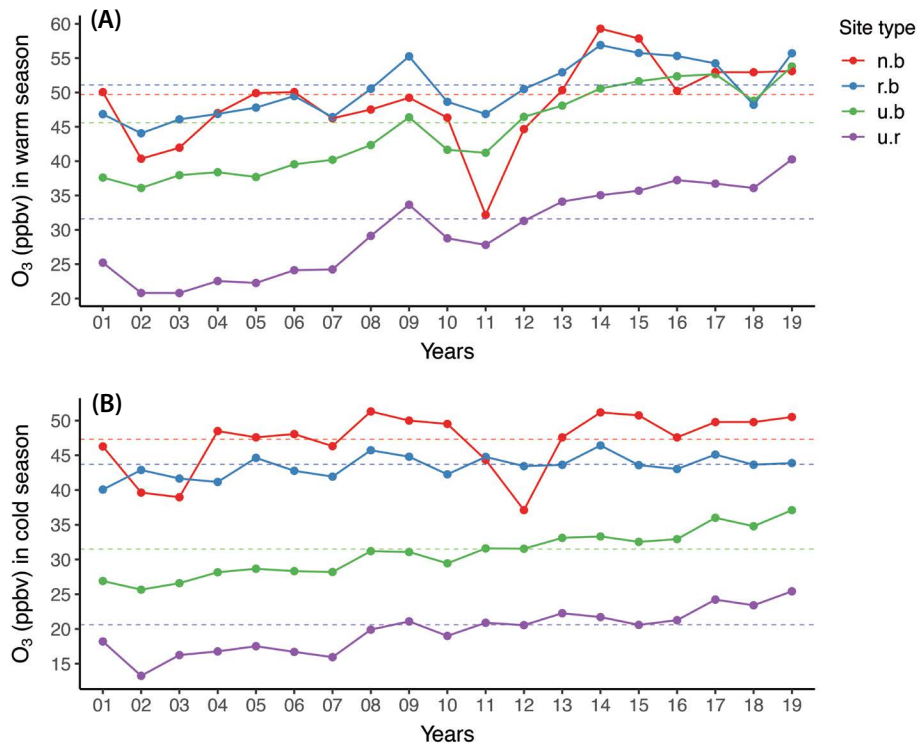 (A)
O₃ (ppbv) in warm season
60
55
50
45
40
35
30
25
20
01 02 03 04 05 06 07 08 09 10 11 12 13 14 15 16 17 18 19
Years
Site type
n.b
r.b
u.b
u.r
(B)
O₃ (ppbv) in cold season
50
45
40
35
30
25
20
15
01 02 03 04 05 06 07 08 09 10 11 12 13 14 15 16 17 18 19
Years